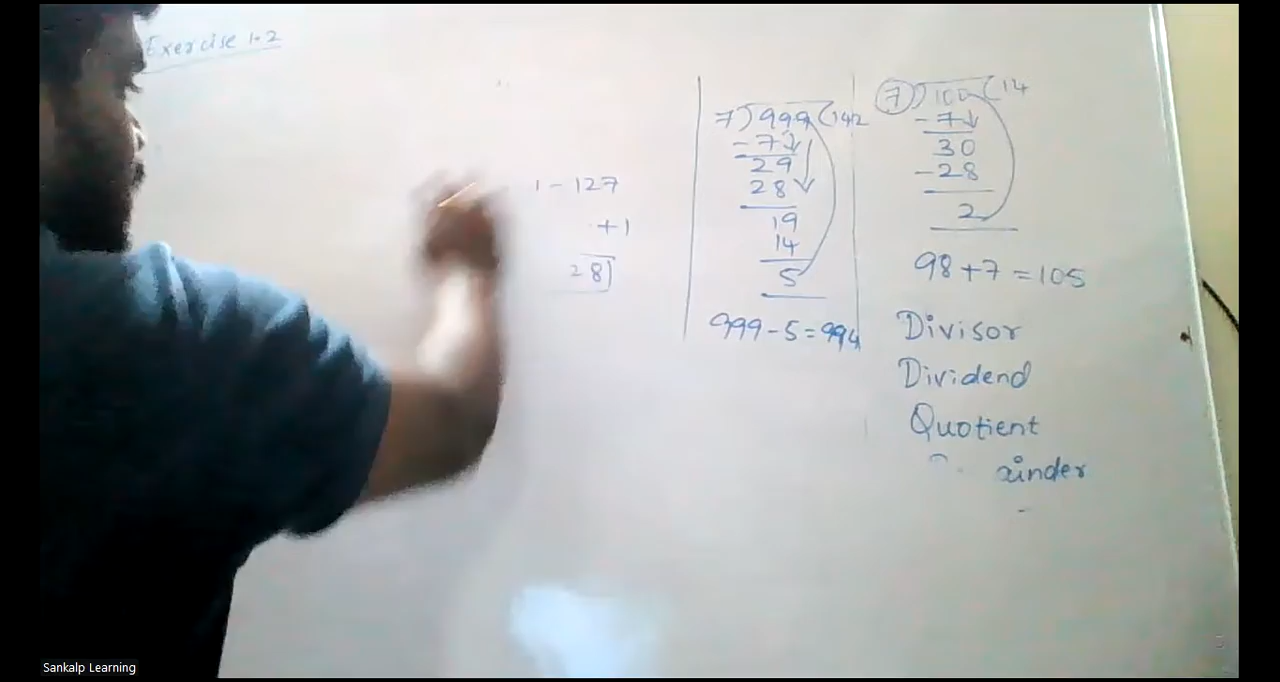 Exercise 1.2
1 - 127
+1
28
7)999(142
-7
29
28
19
14
5
999-5=994
7)100(14
-7
30
-28
2
98+7=105
Divisor
Dividend
Quotient
inder
Sankalp Learning